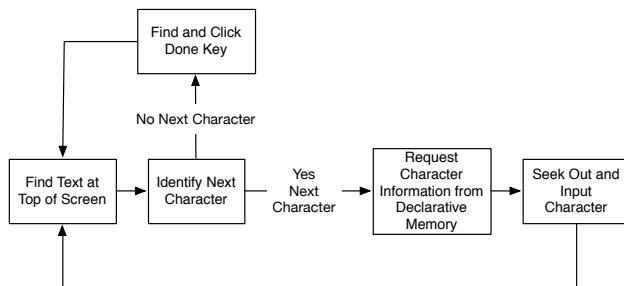 Find and Click
Done Key
No Next Character
Find Text at
Top of Screen
Identify Next
Character
Yes
Next
Character
Request
Character
Information from
Declarative
Memory
Seek Out and
Input
Character